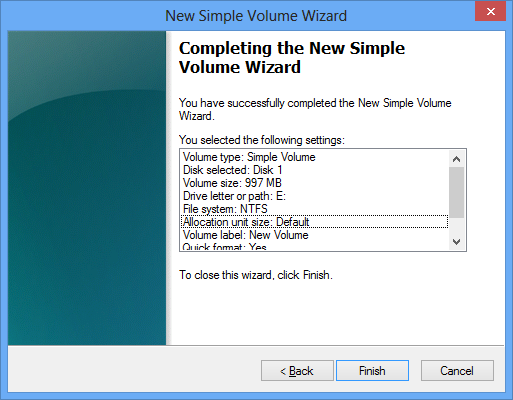 New Simple Volume Wizard
Completing the New Simple
Volume Wizard
You have successfully completed the New Simple Volume
Wizard.
You selected the following settings:
Volume type: Simple Volume
Disk selected: Disk 1
Volume size: 997 MB
Drive letter or path: E:
File system: NTFS
Allocation unit size: Default
Volume label: New Volume
Quick format: Yes
To close this wizard, click Finish.
< Back
Finish
Cancel